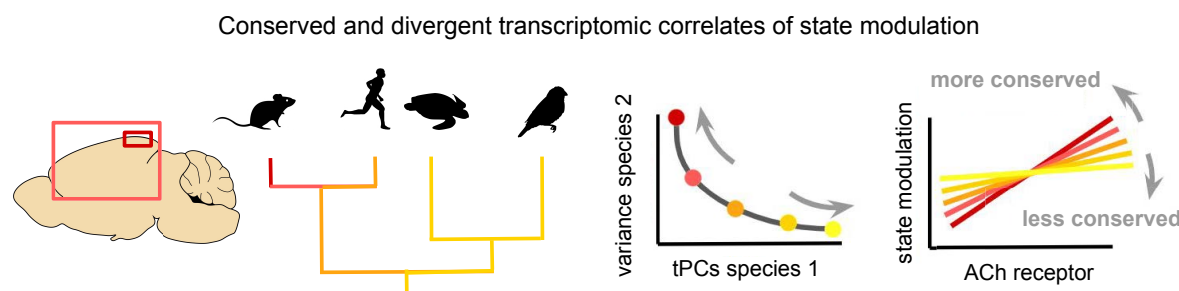 Conserved and divergent transcriptomic correlates of state modulation
variance species 2
tPCs species 1
state modulation
more conserved
less conserved
ACh receptor